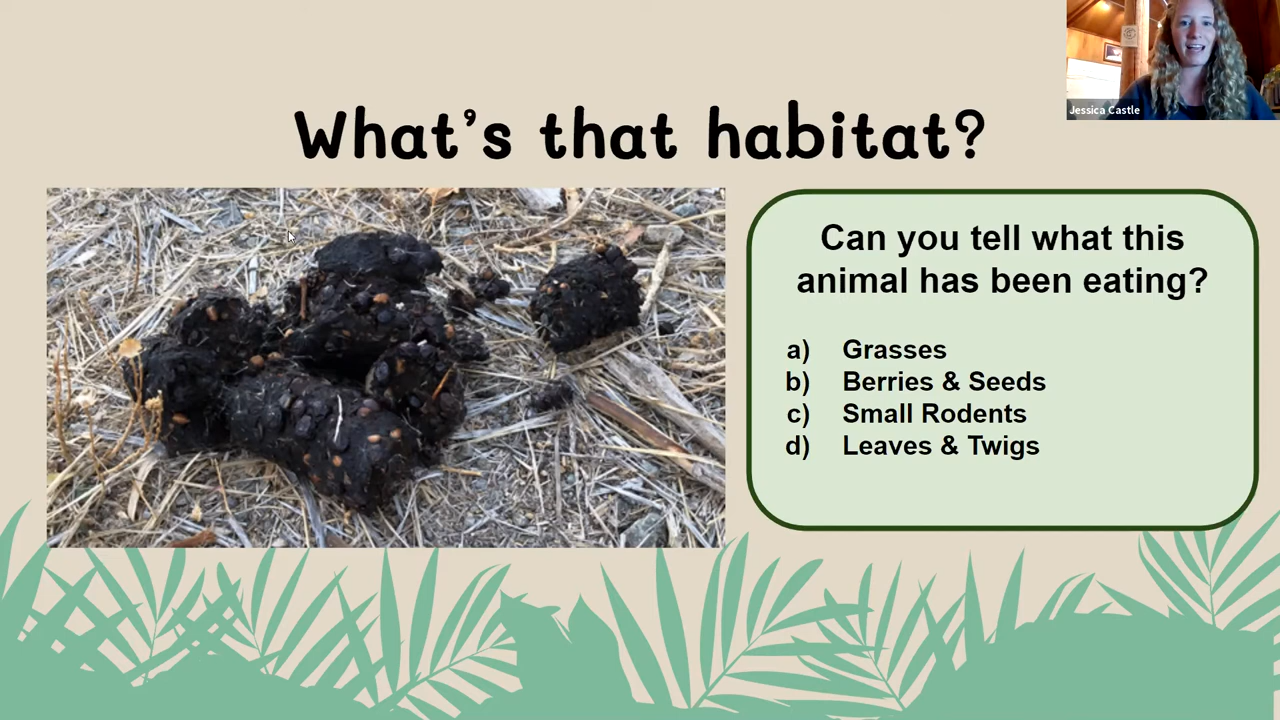 Jessica Castle
What's that habitat?
Can you tell what this
animal has been eating?
a) Grasses
b) Berries & Seeds
c) Small Rodents
d) Leaves & Twigs